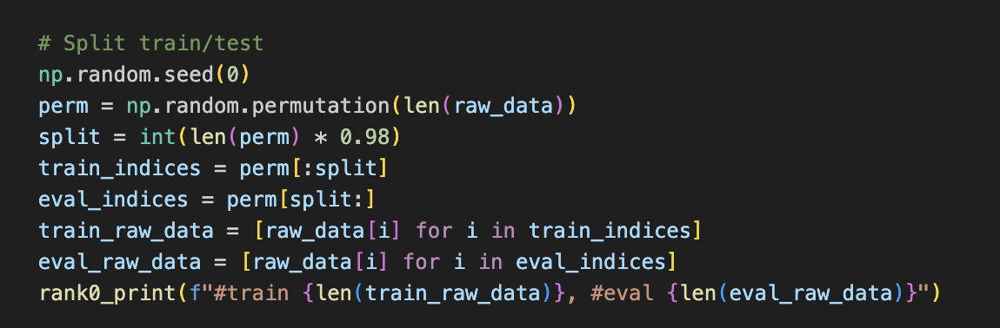 # Split train/test
np.random.seed(0)
perm = np.random.permutation(len(raw_data))
split = int(len(perm) * 0.98)
train_indices = perm[:split]
eval_indices = perm[split:]
train_raw_data = [raw_data[i] for i in train_indices]
eval_raw_data = [raw_data[i] for i in eval_indices]
rank0_print(f"#train {len(train_raw_data)}, #eval {len(eval_raw_data)}")